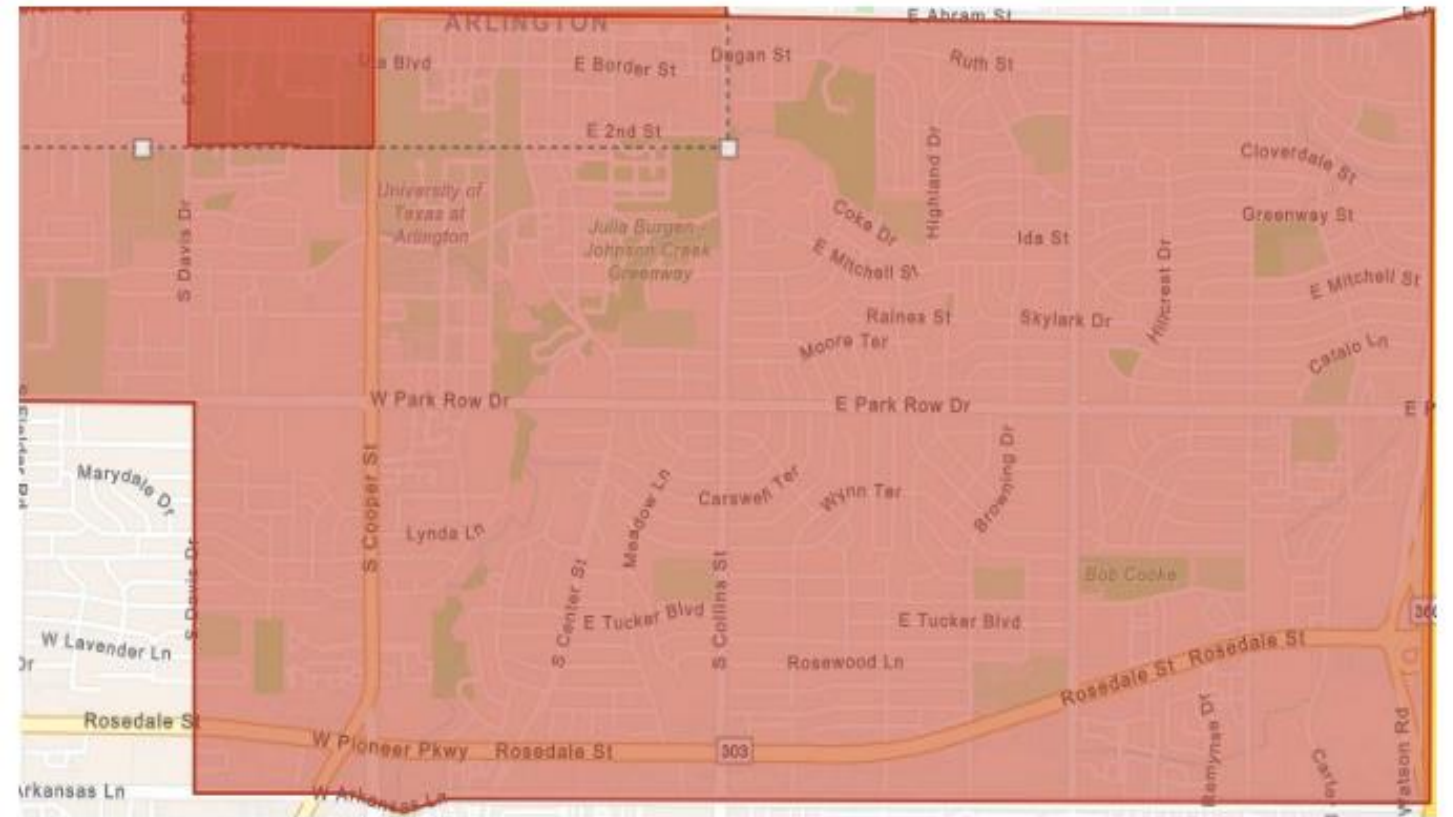 E Abram St
ARLINGTON
Uta Blvd
E Border St
Degan St
Ruth St
E 2nd St
Highland Dr
Cloverdale St
University of
Texas at
Arlington
S Davis Dr
Julia Burgen -
Johnson Creek
Greenway
Coke Dr
E Mitchell St
Ida St
Greenway St
Hillcrest Dr
E Mitchell St
Raines St
Skylark Dr
Moore Ter
Catalo Ln
W Park Row Dr
E Park Row Dr
E P
Marydale Dr
S Cooper St
Meadow Ln
Carswell Ter
Wynn Ter
Browning Dr
Lynda Ln
S Davis Dr
S Center St
S Collins St
Bob Cooke
E Tucker Blvd
E Tucker Blvd
360
W Lavender Ln
Dr
Rosewood Ln
Rosedale St
Rosedale St
Rosedale St
W Pioneer Pkwy
Rosedale St
303
Watson Rd
Arkansas Ln
W Arkansas Ln